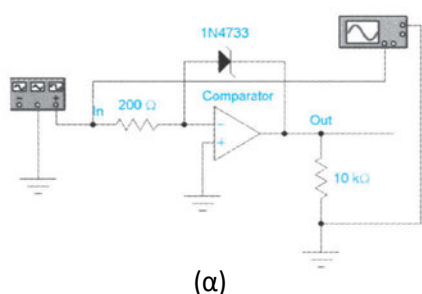 1N4733
In
200 Ω
Comparator
−
+
Out
10 kΩ
(α)